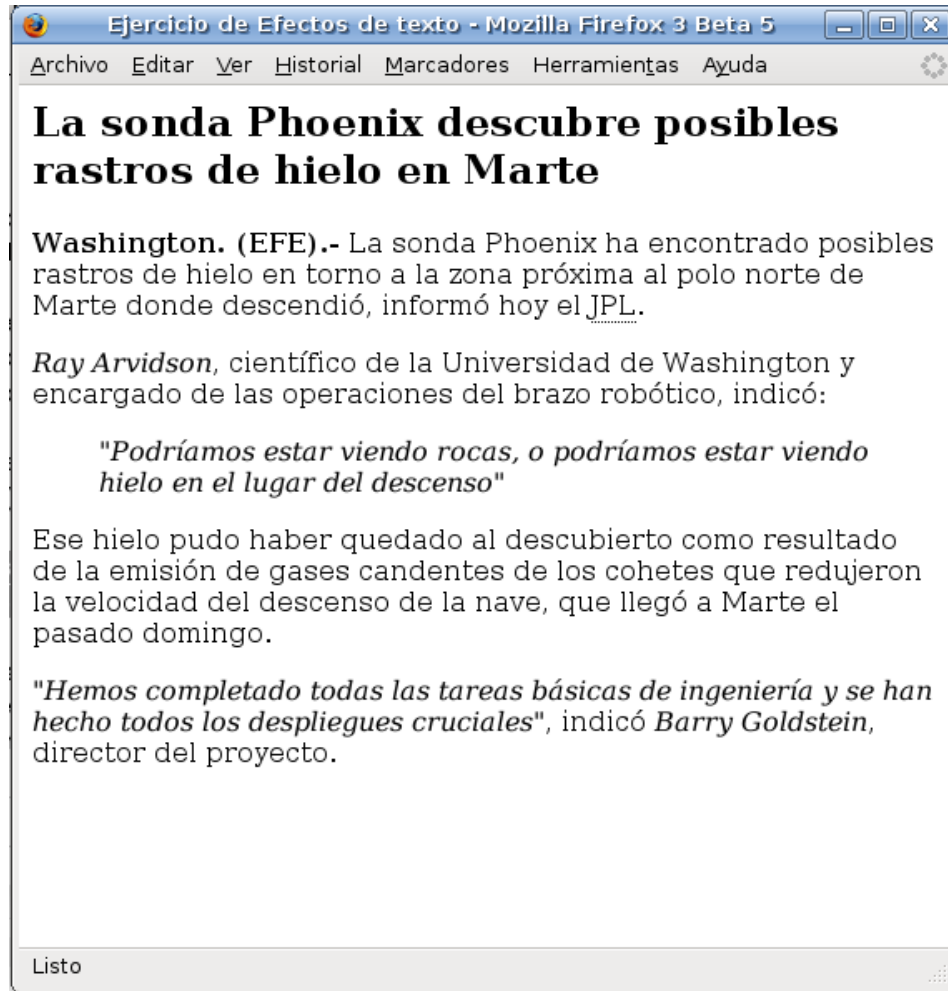 Ejercicio de Efectos de texto - Mozilla Firefox 3 Beta 5
Archivo Editar Ver Historial Marcadores Herramientas Ayuda
La sonda Phoenix descubre posibles
rastros de hielo en Marte
Washington. (EFE).- La sonda Phoenix ha encontrado posibles
rastros de hielo en torno a la zona próxima al polo norte de
Marte donde descendió, informó hoy el JPL.
Ray Arvidson, científico de la Universidad de Washington y
encargado de las operaciones del brazo robótico, indicó:
"Podríamos estar viendo rocas, o podríamos estar viendo
hielo en el lugar del descenso"
Ese hielo pudo haber quedado al descubierto como resultado
de la emisión de gases candentes de los cohetes que redujeron
la velocidad del descenso de la nave, que llegó a Marte el
pasado domingo.
"Hemos completado todas las tareas básicas de ingeniería y se han
hecho todos los despliegues cruciales", indicó Barry Goldstein,
director del proyecto.
Listo